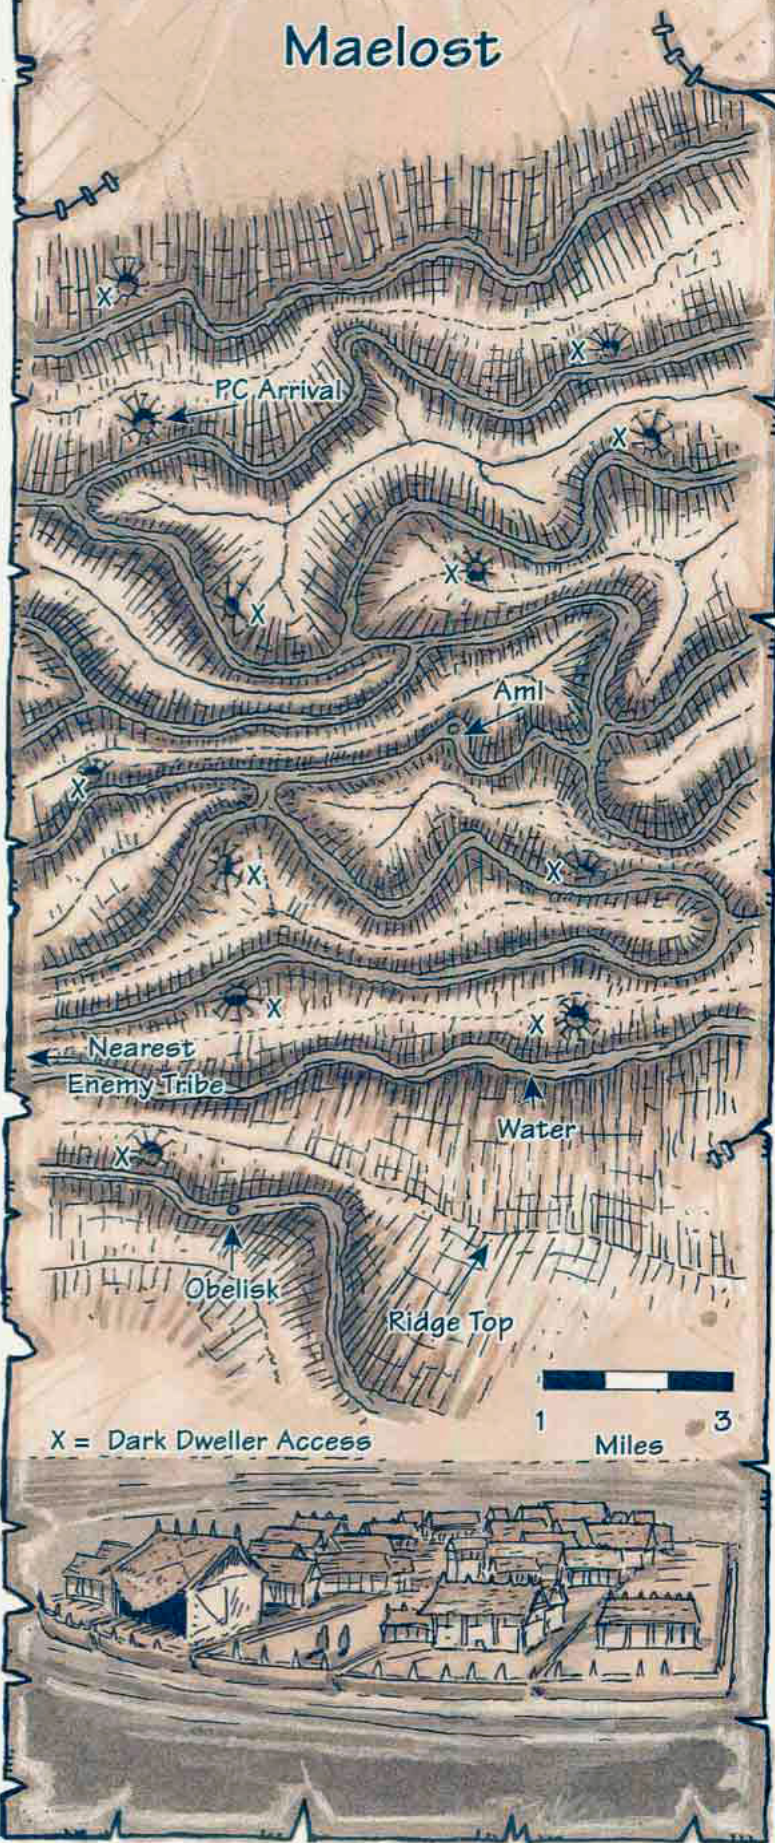 Maelost
X
X
PC Arrival
X
X
X
Aml
X
X
X
X
X
Nearest
Enemy Tribe
Water
X
Obelisk
Ridge Top
1 3
Miles
X = Dark Dweller Access